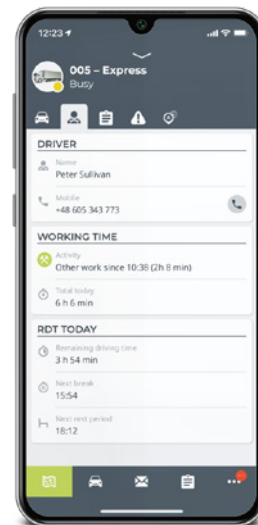 12:23
005 – Express
Busy
DRIVER
Name
Peter Sullivan
Mobile
+48 605 343 773
WORKING TIME
Activity
Other work since 10:38 (2h 8 min)
Total today
6 h 6 min
RDT TODAY
Remaining driving time
3 h 54 min
Next break
15:54
Next rest period
18:12